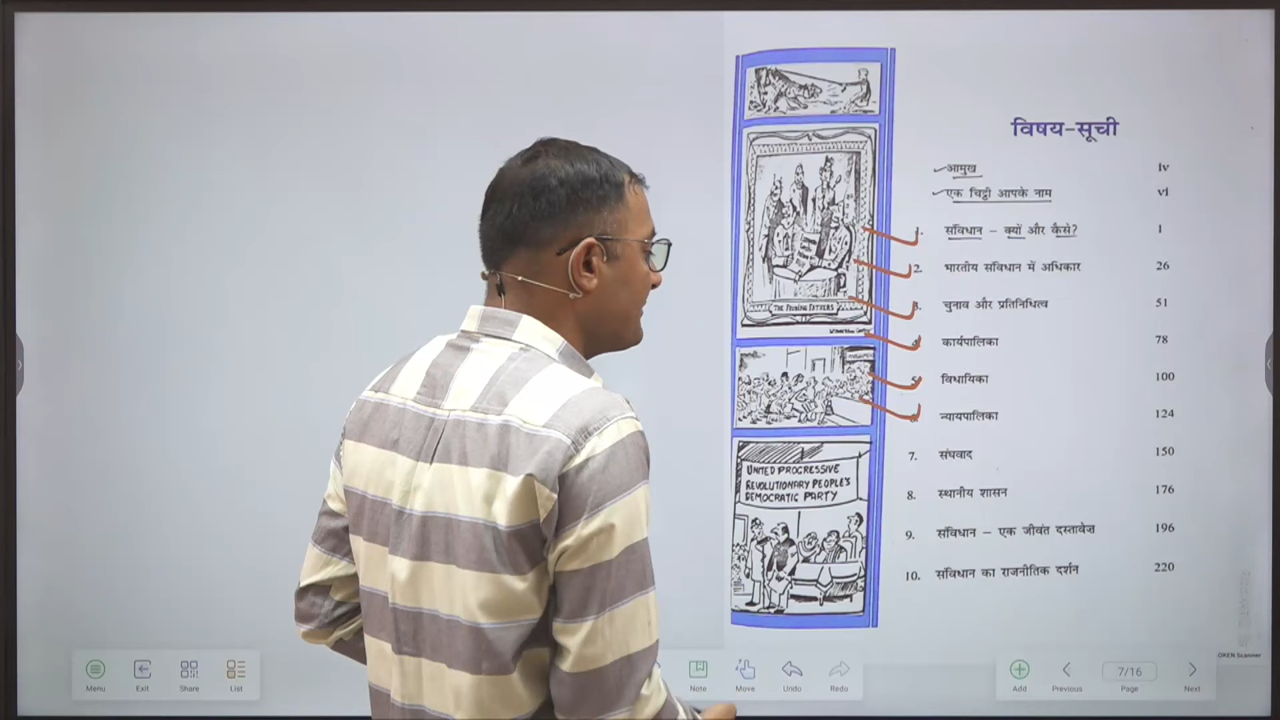 विषय-सूची
आमुख iv
एक चिट्ठी आपके नाम vi
1. संविधान – क्यों और कैसे? 1
2. भारतीय संविधान में अधिकार 26
3. चुनाव और प्रतिनिधित्व 51
4. कार्यपालिका 78
5. विधायिका 100
6. न्यायपालिका 124
7. संघवाद 150
8. स्थानीय शासन 176
9. संविधान – एक जीवंत दस्तावेज़ 196
10. संविधान का राजनीतिक दर्शन 220
THE FOUNDING FATHERS
UNITED PROGRESSIVE
REVOLUTIONARY PEOPLE'S
DEMOCRATIC PARTY
OKEN Scanner
Menu Exit Share List Note Move Undo Redo Add Previous Page Next
7/16